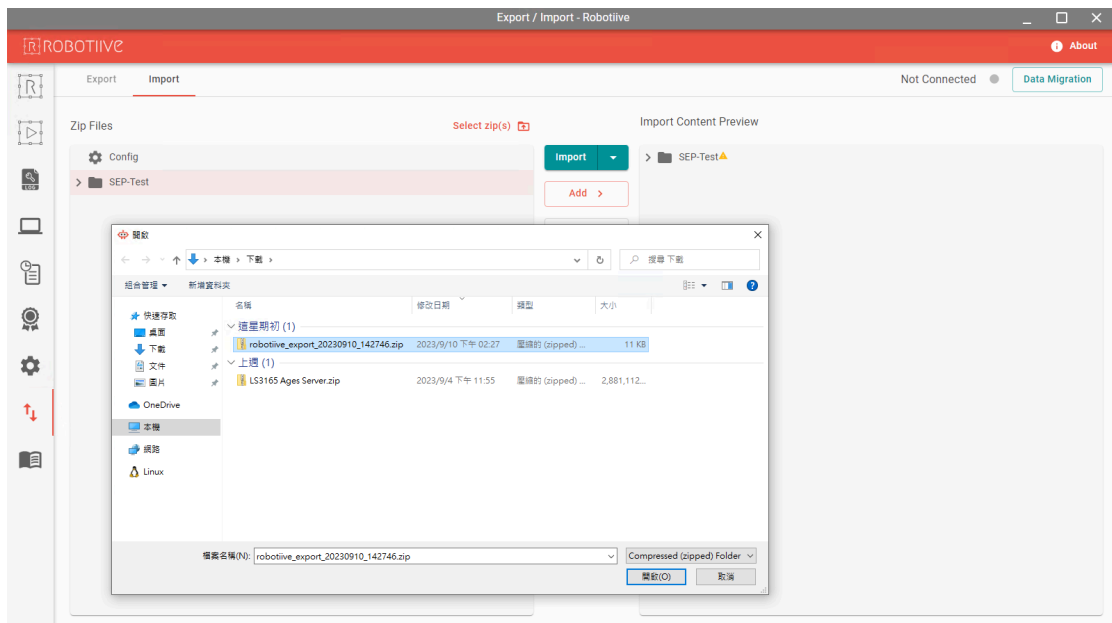 Export / Import - Robotiive
ROBOTIIVE
About
Export Import
Not Connected
Data Migration
Zip Files
Select zip(s)
Import Content Preview
Config
SEP-Test
Import
Add >
SEP-Test
開啟
本機 › 下載 ›
搜尋 下載
組合管理 新增資料夾
名稱 修改日期 類型 大小
快速存取
桌面
下載
文件
圖片
OneDrive
本機
網路
Linux
這星期初 (1)
robotiive_export_20230910_142746.zip 2023/9/10 下午 02:27 壓縮的 (zipped) ... 11 KB
上週 (1)
LS3165 Ages Server.zip 2023/9/4 下午 11:55 壓縮的 (zipped) ... 2,881,112...
檔案名稱(N): robotiive_export_20230910_142746.zip
Compressed (zipped) Folder
開啟(O) 取消